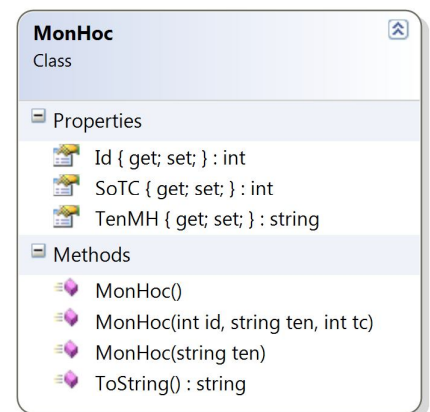 MonHoc
Class
Properties
Id { get; set; } : int
SoTC { get; set; } : int
TenMH { get; set; } : string
Methods
MonHoc()
MonHoc(int id, string ten, int tc)
MonHoc(string ten)
ToString() : string